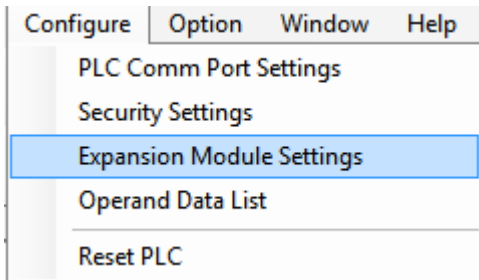 Configure Option Window Help
PLC Comm Port Settings
Security Settings
Expansion Module Settings
Operand Data List
Reset PLC